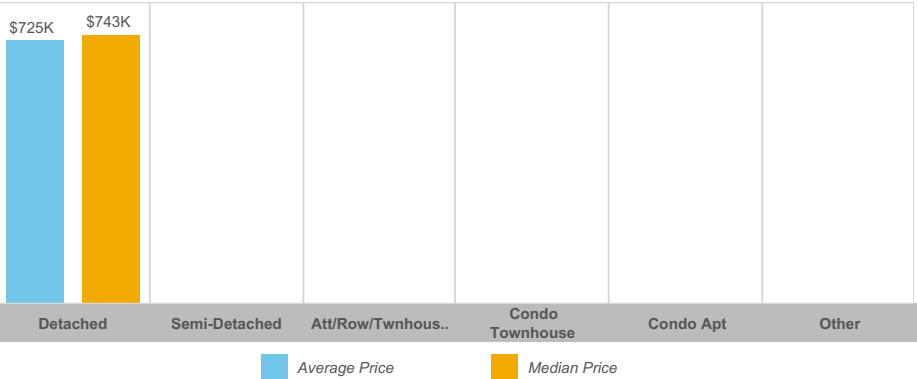 $725K
$743K
Detached
Semi-Detached
Att/Row/Twnhous..
Condo
Townhouse
Condo Apt
Other
Average Price
Median Price